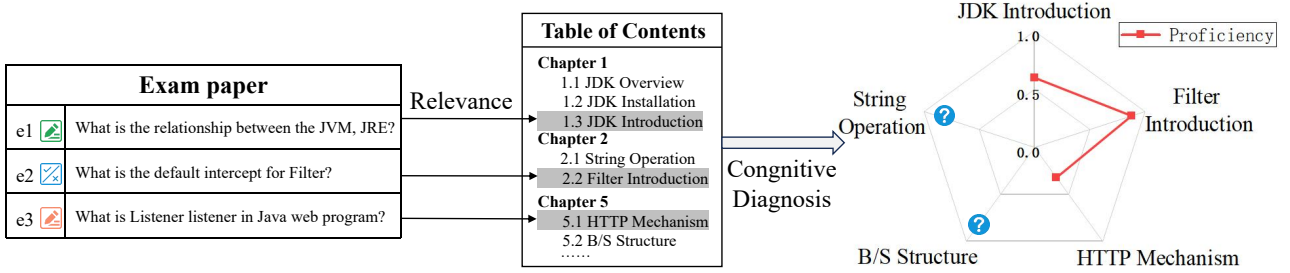 Exam paper
e1 What is the relationship between the JVM, JRE?
e2 What is the default intercept for Filter?
e3 What is Listener listener in Java web program?
Relevance
Table of Contents
Chapter 1
1.1 JDK Overview
1.2 JDK Installation
1.3 JDK Introduction
Chapter 2
2.1 String Operation
2.2 Filter Introduction
Chapter 5
5.1 HTTP Mechanism
5.2 B/S Structure
......
Congnitive
Diagnosis
JDK Introduction
1.0
0.5
0.0
Proficiency
String
Operation
?
Filter
Introduction
?
B/S Structure
HTTP Mechanism